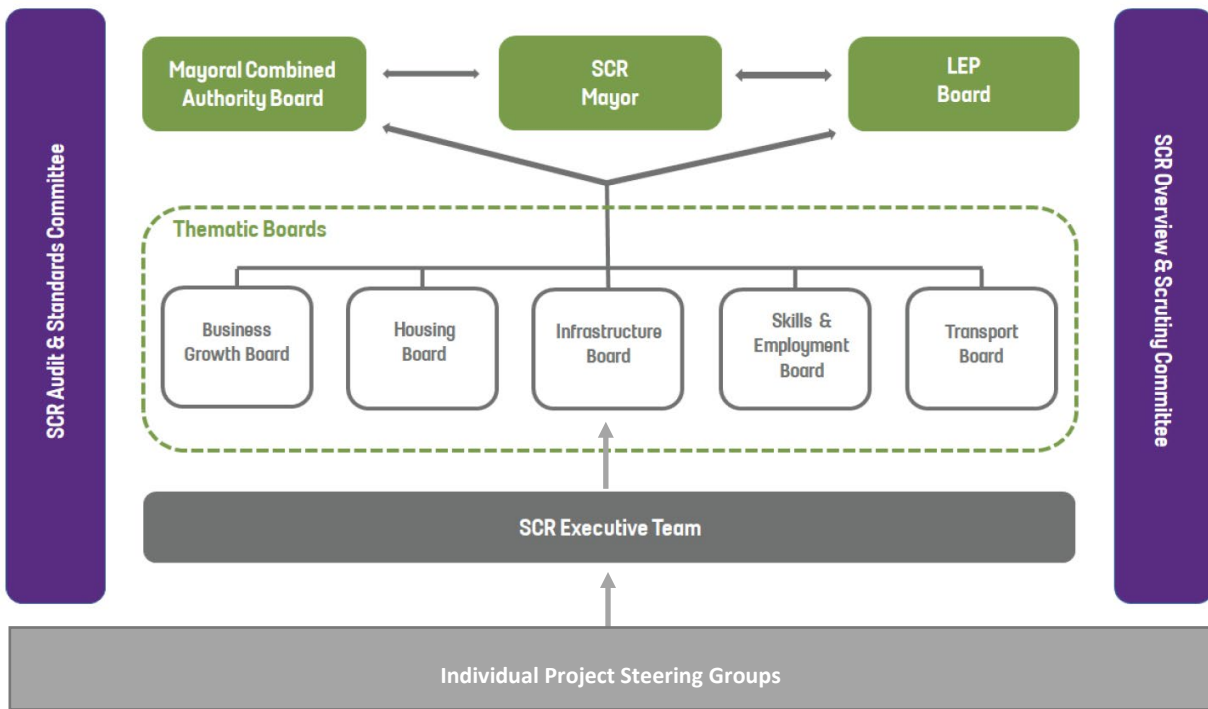 SCR Audit & Standards Committee
Mayoral Combined
Authority Board
SCR
Mayor
LEP
Board
SCR Overview & Scrutiny Committee
Thematic Boards
Business
Growth Board
Housing
Board
Infrastructure
Board
Skills &
Employment
Board
Transport
Board
SCR Executive Team
Individual Project Steering Groups